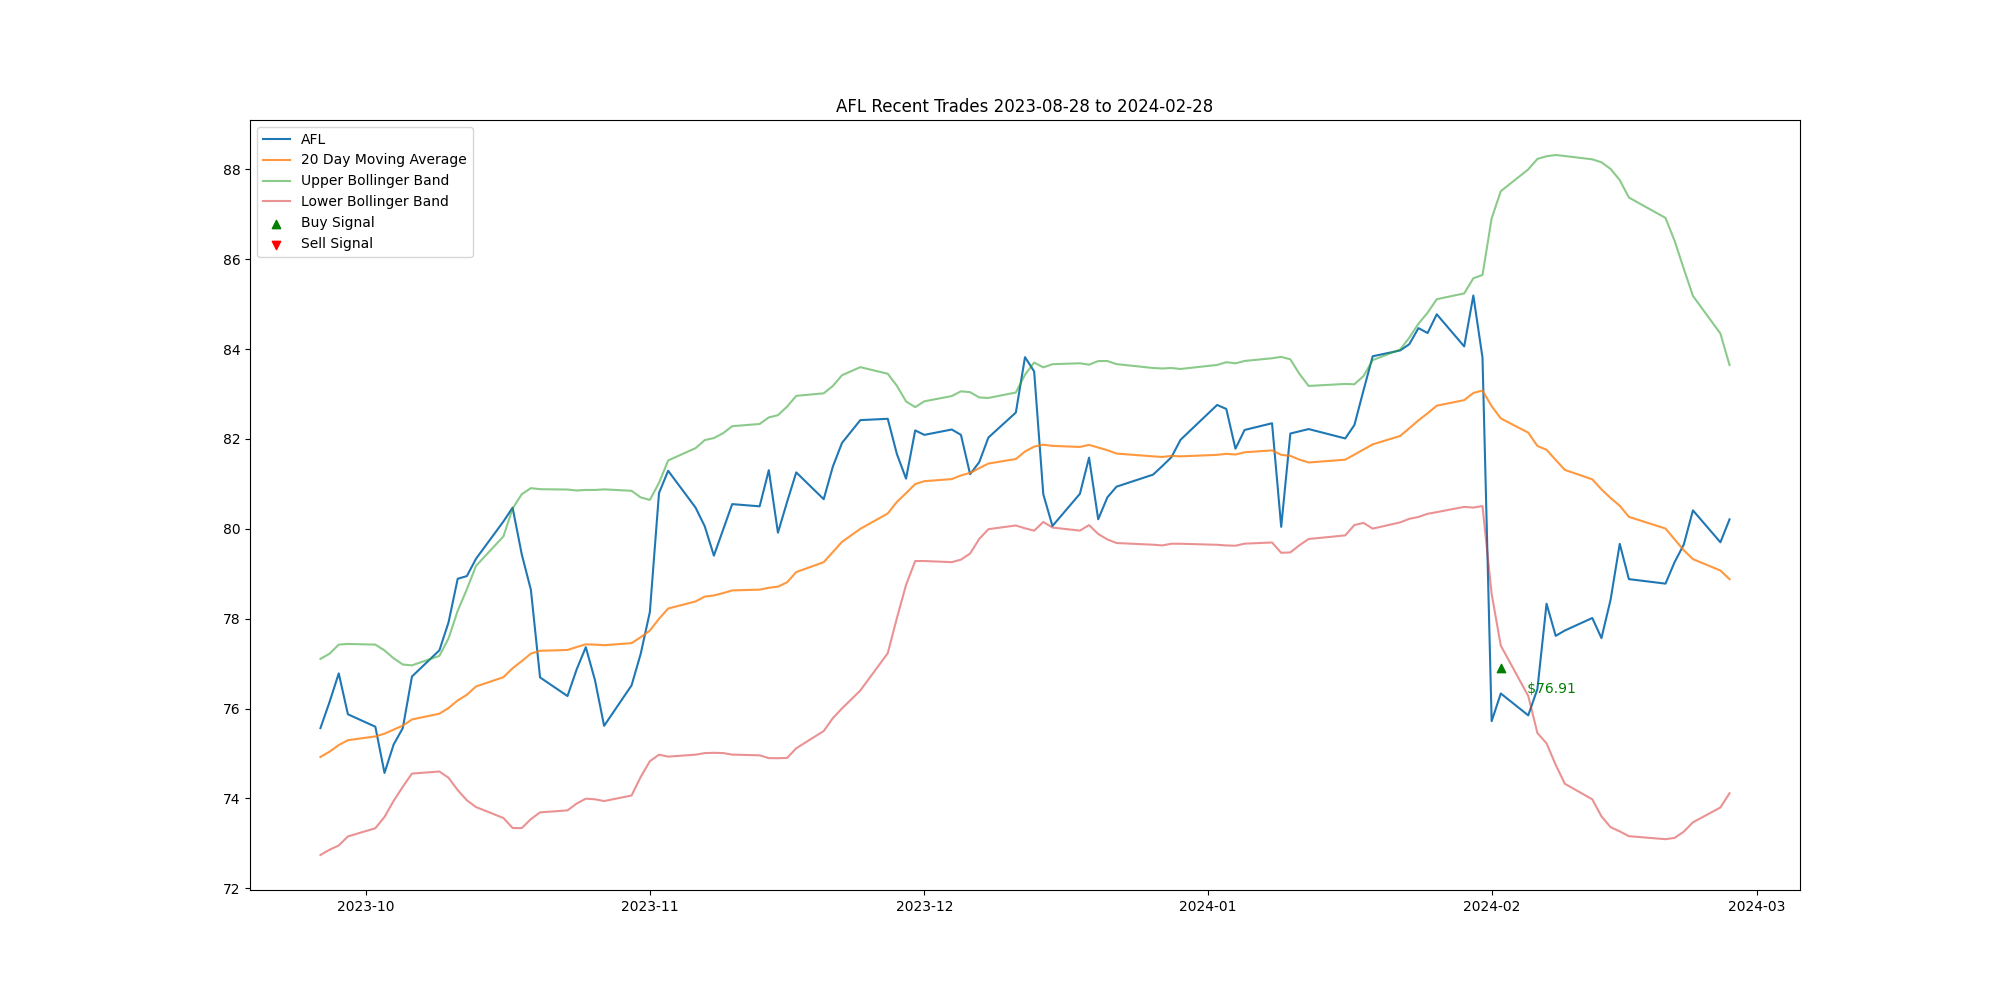 AFL Recent Trades 2023-08-28 to 2024-02-28
AFL
20 Day Moving Average
Upper Bollinger Band
Lower Bollinger Band
Buy Signal
Sell Signal
88
86
84
82
80
78
76
74
72
$76.91
2023-10
2023-11
2023-12
2024-01
2024-02
2024-03